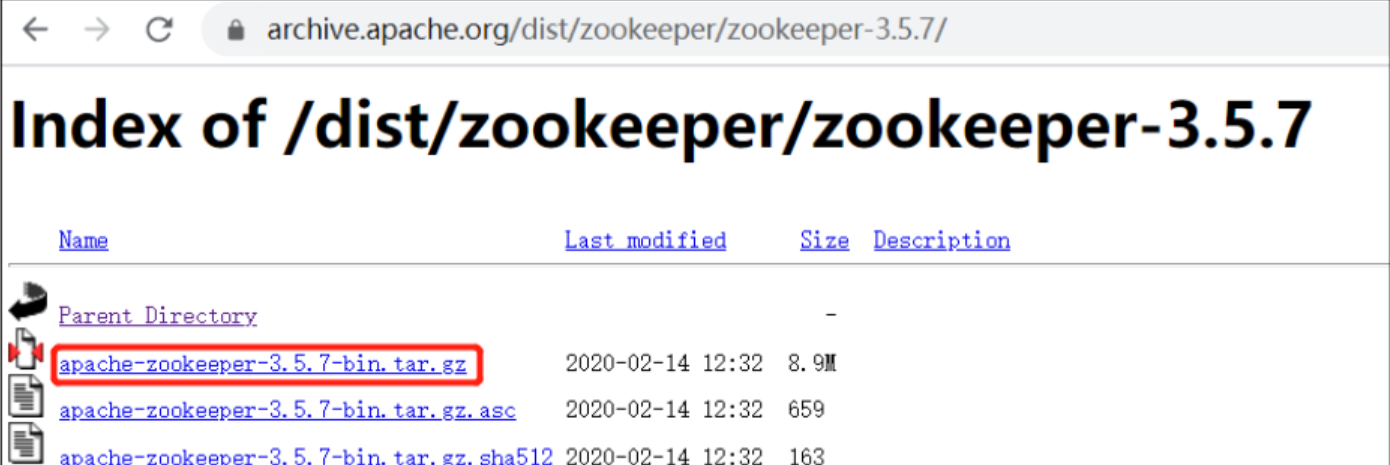 archive.apache.org/dist/zookeeper/zookeeper-3.5.7/
Index of /dist/zookeeper/zookeeper-3.5.7
Name Last modified Size Description
Parent Directory -
apache-zookeeper-3.5.7-bin.tar.gz 2020-02-14 12:32 8.9M
apache-zookeeper-3.5.7-bin.tar.gz.asc 2020-02-14 12:32 659
apache-zookeeper-3.5.7-bin.tar.gz.sha512 2020-02-14 12:32 163